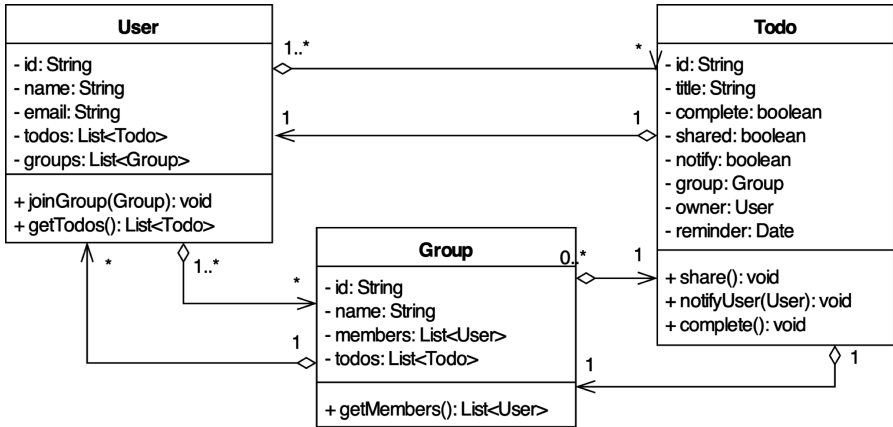 User
- id: String
- name: String
- email: String
- todos: List<Todo>
- groups: List<Group>
+ joinGroup(Group): void
+ getTodos(): List<Todo>
1..*
*
1
1
Todo
- id: String
- title: String
- complete: boolean
- shared: boolean
- notify: boolean
- group: Group
- owner: User
- reminder: Date
+ share(): void
+ notifyUser(User): void
+ complete(): void
*
1..*
*
1
Group
- id: String
- name: String
- members: List<User>
- todos: List<Todo>
+ getMembers(): List<User>
0..*
1
1
1